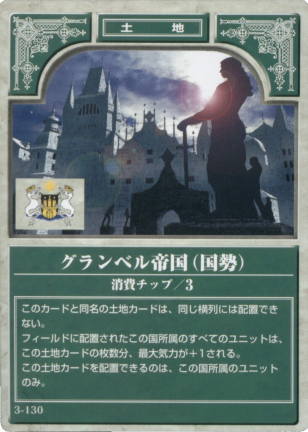 土地
グランベル帝国(国勢)
消費チップ/3
このカードと同名の土地カードは、同じ横列には配置でき
ない。
フィールドに配置されたこの国所属のすべてのユニットは、
この土地カードの枚数分、最大気力が+1される。
この土地カードを配置できるのは、この国所属のユニット
のみ。
3-130